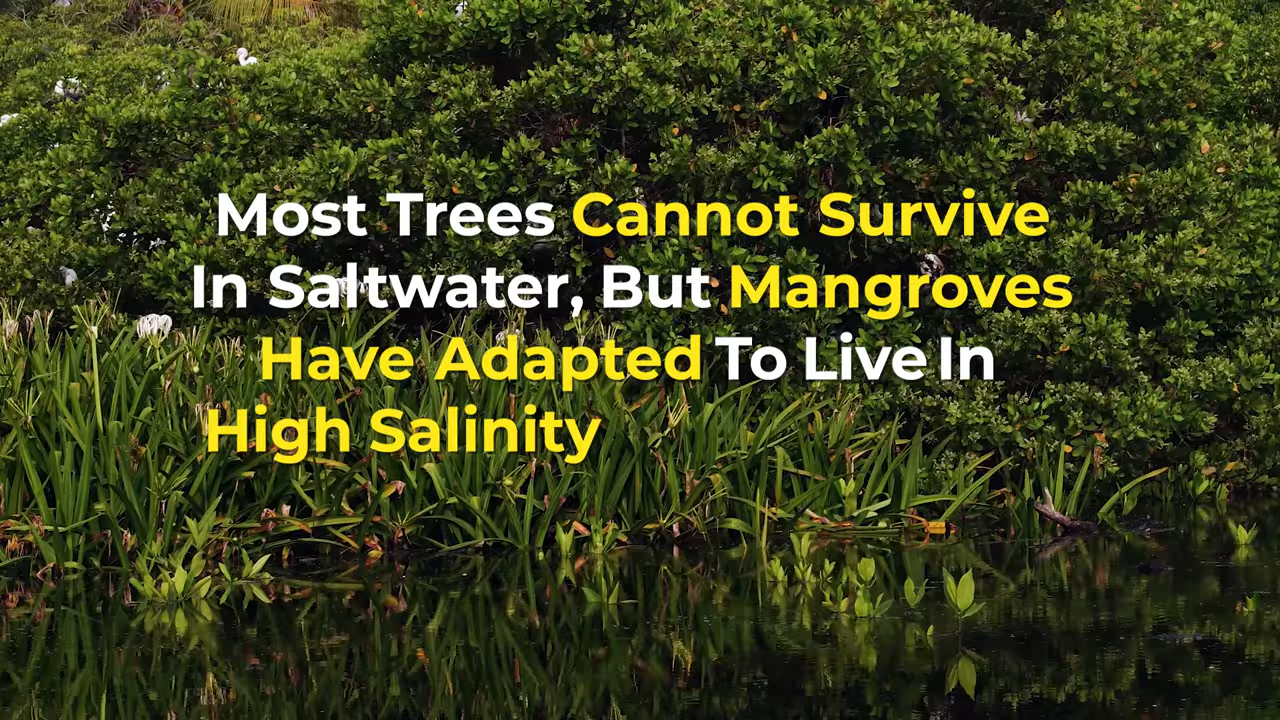 Most Trees Cannot Survive
In Saltwater, But Mangroves
Have Adapted To Live In
High Salinity